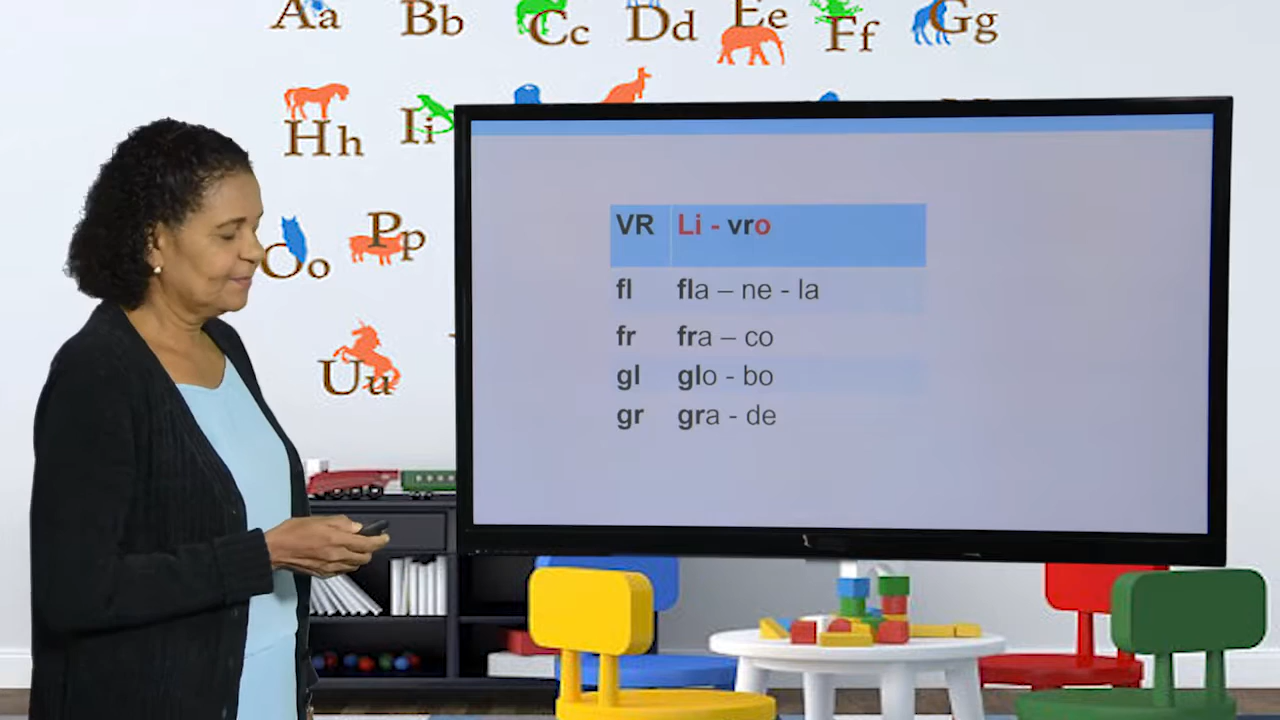 Aa Bb Cc Dd Ee Ff Gg
Hh Ii
Oo Pp
Uu
VR Li - vro
fl fla – ne - la
fr fra – co
gl glo - bo
gr gra - de